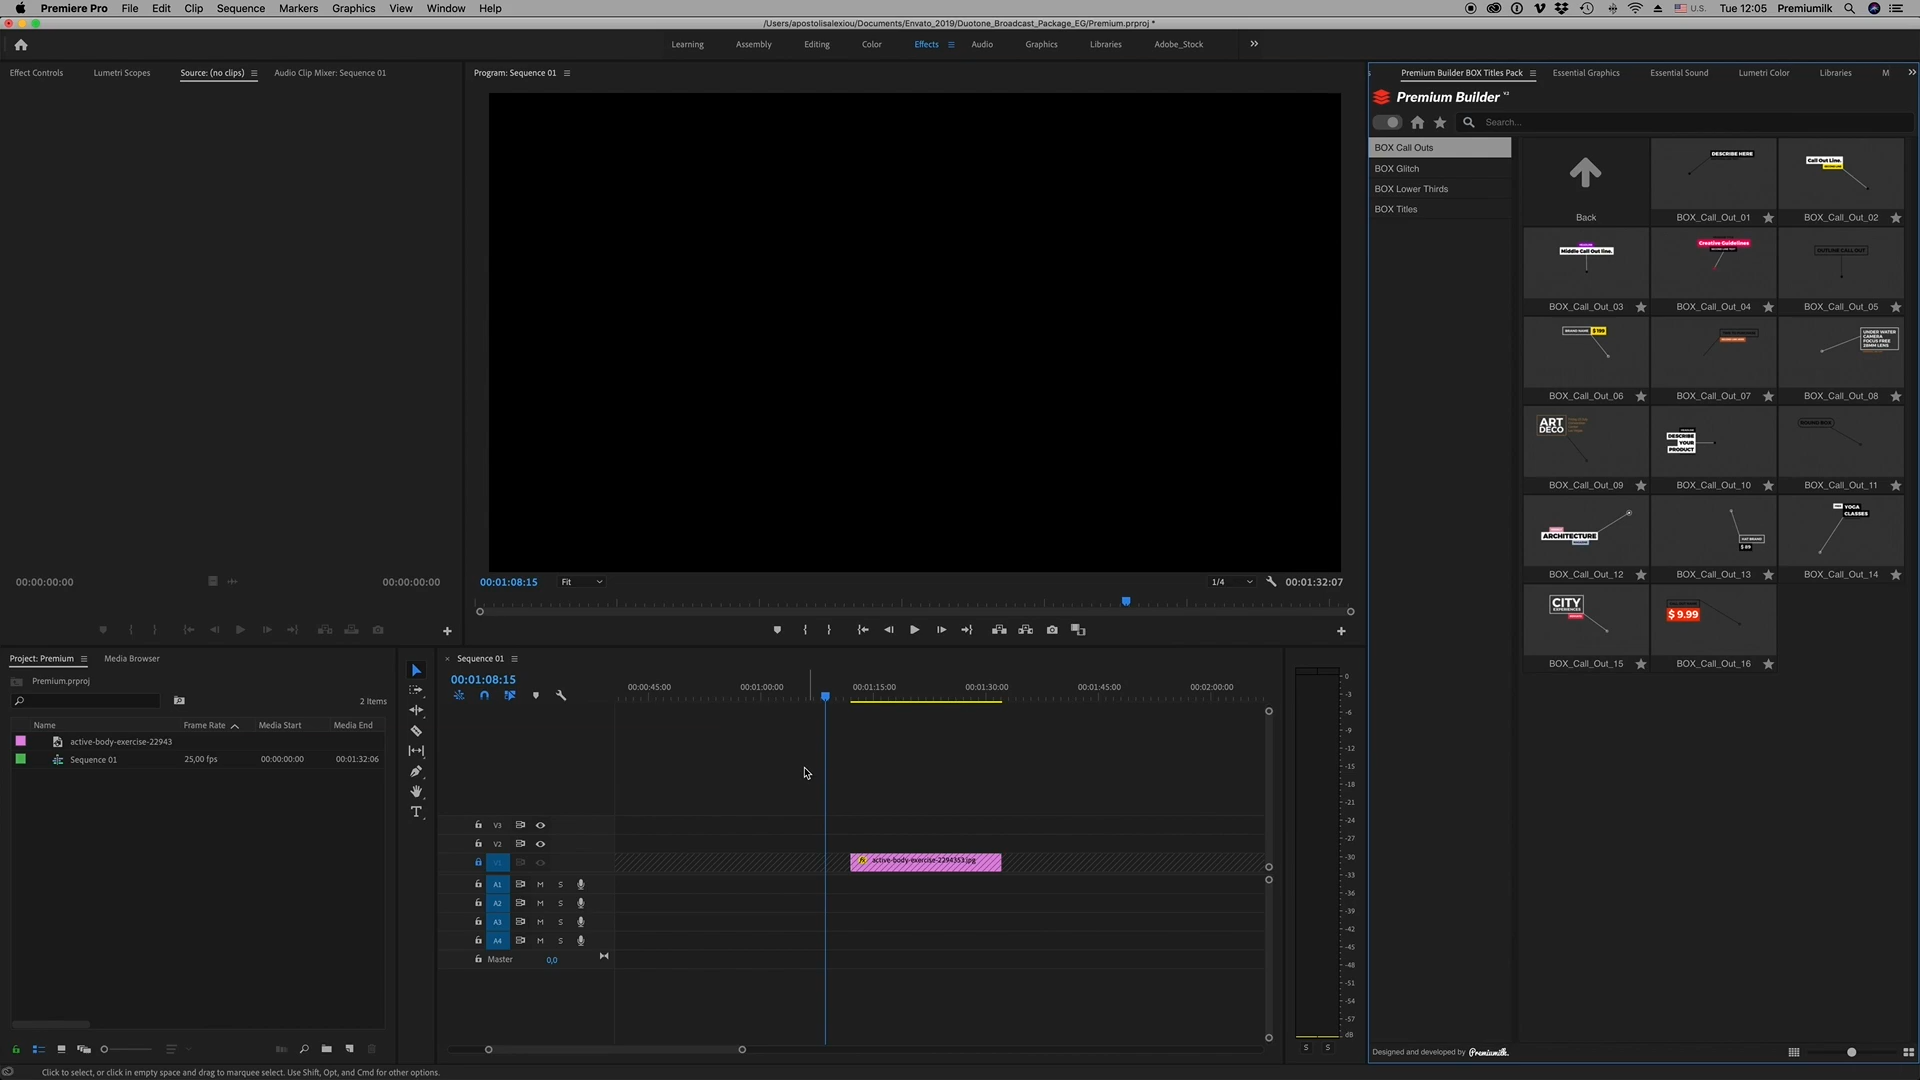 Premiere Pro File Edit Clip Sequence Markers Graphics View Window Help
U.S. Tue 12:05 Premiumilk
/Users/apostolisalexiou/Documents/Envato_2019/Duotone_Broadcast_Package_EG/Premium.prproj *
Learning Assembly Editing Color Effects Audio Graphics Libraries Adobe_Stock
Effect Controls Lumetri Scopes Source: (no clips) Audio Clip Mixer: Sequence 01
00:00:00:00 00:00:00:00
Program: Sequence 01
00:01:08:15 Fit 1/4 00:01:32:07
Premium Builder BOX Titles Pack Essential Graphics Essential Sound Lumetri Color Libraries M
Premium Builder V2
Search...
BOX Call Outs
BOX Glitch
BOX Lower Thirds
BOX Titles
Back
DESCRIBE HERE
BOX_Call_Out_01
Call Out Line.
BOX_Call_Out_02
Middle Call Out line.
BOX_Call_Out_03
Creative Guidelines
BOX_Call_Out_04
OUTLINE CALL OUT
BOX_Call_Out_05
BRAND NAME $ 199
BOX_Call_Out_06
BOX_Call_Out_07
UNDER WATER
CAMERA
FOCUS FREE
28MM LENS
BOX_Call_Out_08
ART
DECO
BOX_Call_Out_09
DESCRIBE
YOUR
PRODUCT
BOX_Call_Out_10
ROUND BOX
BOX_Call_Out_11
ARCHITECTURE
BOX_Call_Out_12
HAT BRAND
$ 89
BOX_Call_Out_13
YOGA
CLASSES
BOX_Call_Out_14
CITY
EXPERIENCES
BOX_Call_Out_15
$ 9.99
BOX_Call_Out_16
Designed and developed by Premiumilk.
Project: Premium Media Browser
Premium.prproj
2 Items
Name Frame Rate Media Start Media End
active-body-exercise-22943
Sequence 01 25,00 fps 00:00:00:00 00:01:32:06
Sequence 01
00:01:08:15
00:00:45:00 00:01:00:00 00:01:15:00 00:01:30:00 00:01:45:00 00:02:00:00
V3
V2
V1
fx active-body-exercise-2294353.jpg
A1 M S
A2 M S
A3 M S
A4 M S
Master 0,0
0
-3
-6
-9
-12
-15
-18
-21
-24
-27
-30
-33
-36
-39
-42
-45
-48
-51
-54
-57
dB
S S
Click to select, or click in empty space and drag to marquee select. Use Shift, Opt, and Cmd for other options.